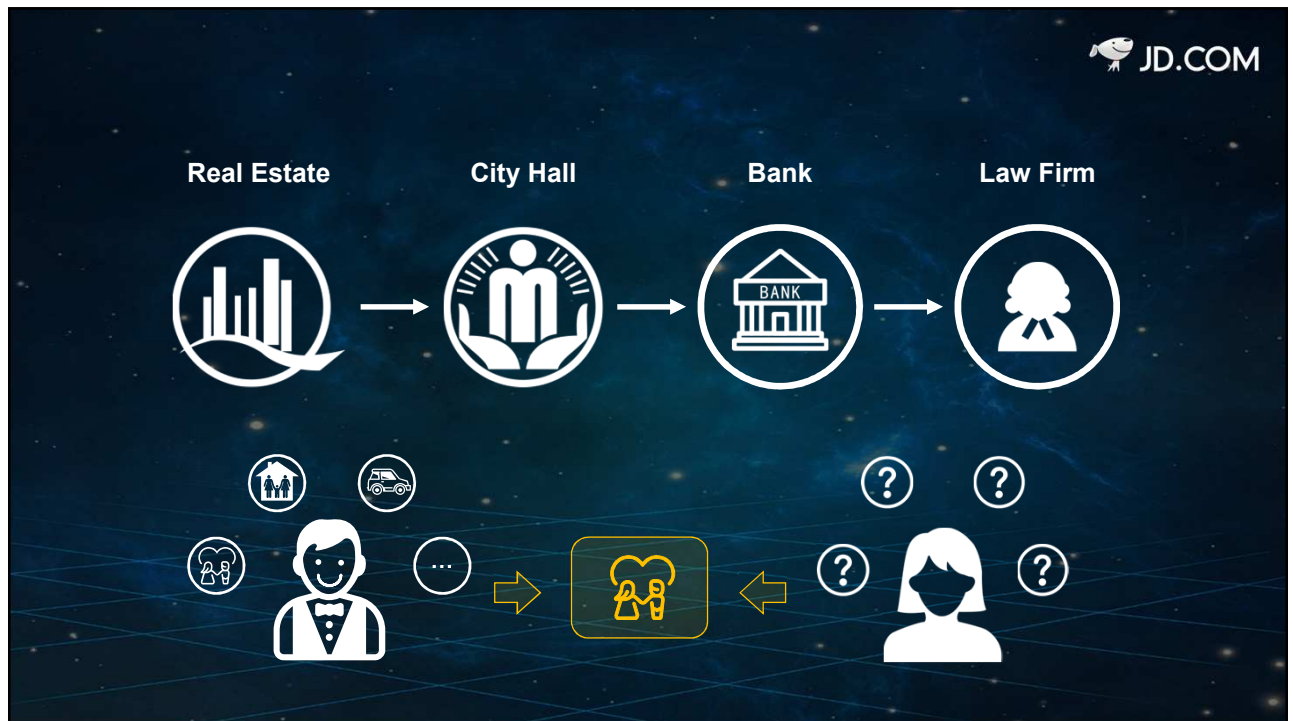 JD.COM
Real Estate
City Hall
Bank
Law Firm
BANK
...
?
?
?
?